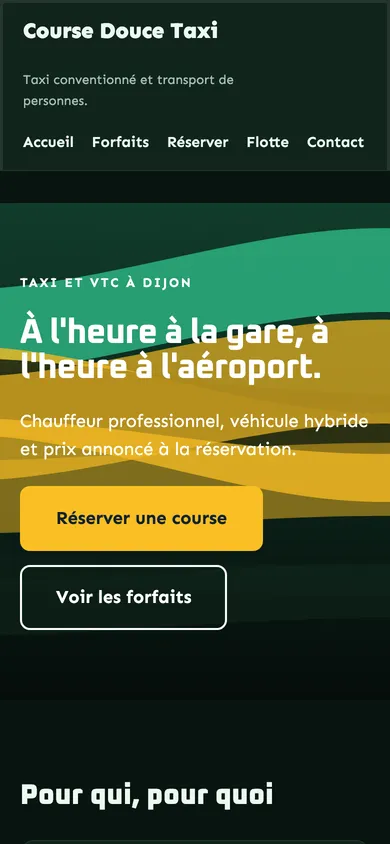 Course Douce Taxi
Taxi conventionné et transport de
personnes.
Accueil Forfaits Réserver Flotte Contact
TAXI ET VTC À DIJON
À l'heure à la gare, à
l'heure à l'aéroport.
Chauffeur professionnel, véhicule hybride
et prix annoncé à la réservation.
Réserver une course
Voir les forfaits
Pour qui, pour quoi